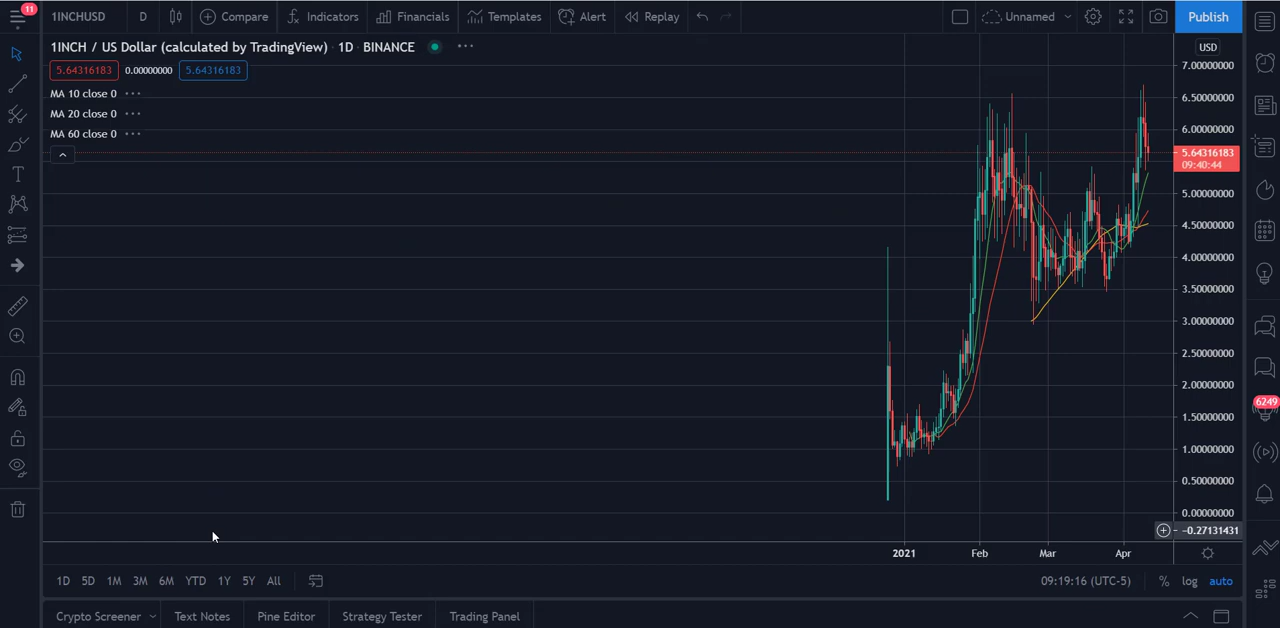 11
1INCHUSD D Compare Indicators Financials Templates Alert Replay Unnamed Publish
1INCH / US Dollar (calculated by TradingView) 1D BINANCE
USD
5.64316183 0.00000000 5.64316183
MA 10 close 0
MA 20 close 0
MA 60 close 0
7.00000000
6.50000000
6.00000000
5.64316183
09:40:44
5.00000000
4.50000000
4.00000000
3.50000000
3.00000000
2.50000000
2.00000000
1.50000000
1.00000000
0.50000000
0.00000000
−0.27131431
6249
2021 Feb Mar Apr
1D 5D 1M 3M 6M YTD 1Y 5Y All 09:19:16 (UTC-5) % log auto
Crypto Screener Text Notes Pine Editor Strategy Tester Trading Panel